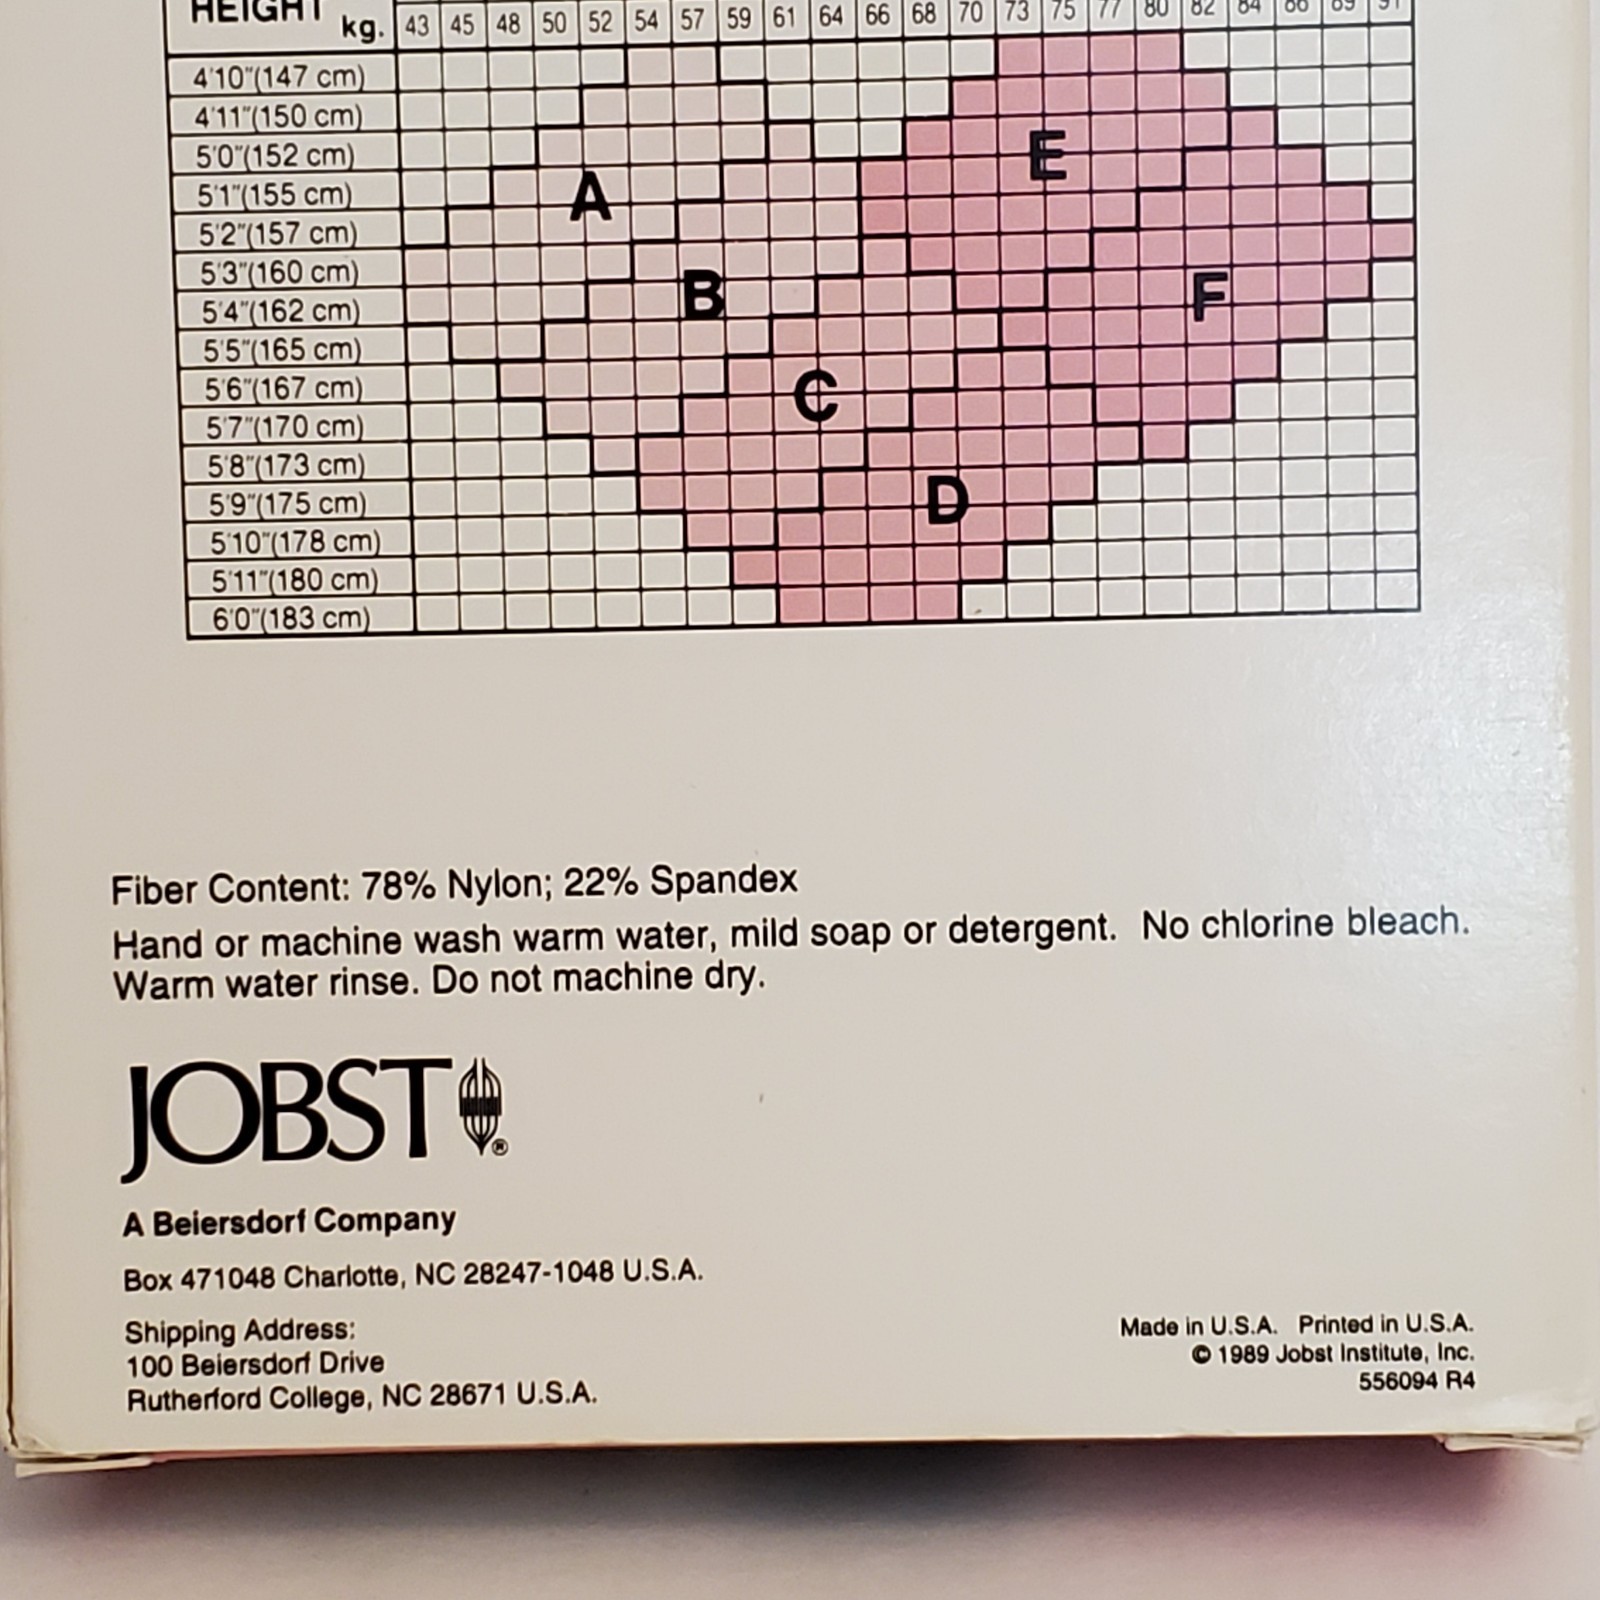 HEIGHT kg. 43 45 48 50 52 54 57 59 61 64 66 68 70 73 75 77 80 82 84 86 89 91
4'10"(147 cm)
4'11"(150 cm)
5'0"(152 cm) E
5'1"(155 cm) A
5'2"(157 cm)
5'3"(160 cm)
5'4"(162 cm) B F
5'5"(165 cm)
5'6"(167 cm) C
5'7"(170 cm)
5'8"(173 cm)
5'9"(175 cm) D
5'10"(178 cm)
5'11"(180 cm)
6'0"(183 cm)
Fiber Content: 78% Nylon; 22% Spandex
Hand or machine wash warm water, mild soap or detergent. No chlorine bleach.
Warm water rinse. Do not machine dry.
JOBST®
A Beiersdorf Company
Box 471048 Charlotte, NC 28247-1048 U.S.A.
Shipping Address:
100 Beiersdorf Drive
Rutherford College, NC 28671 U.S.A.
Made in U.S.A. Printed in U.S.A.
© 1989 Jobst Institute, Inc.
556094 R4